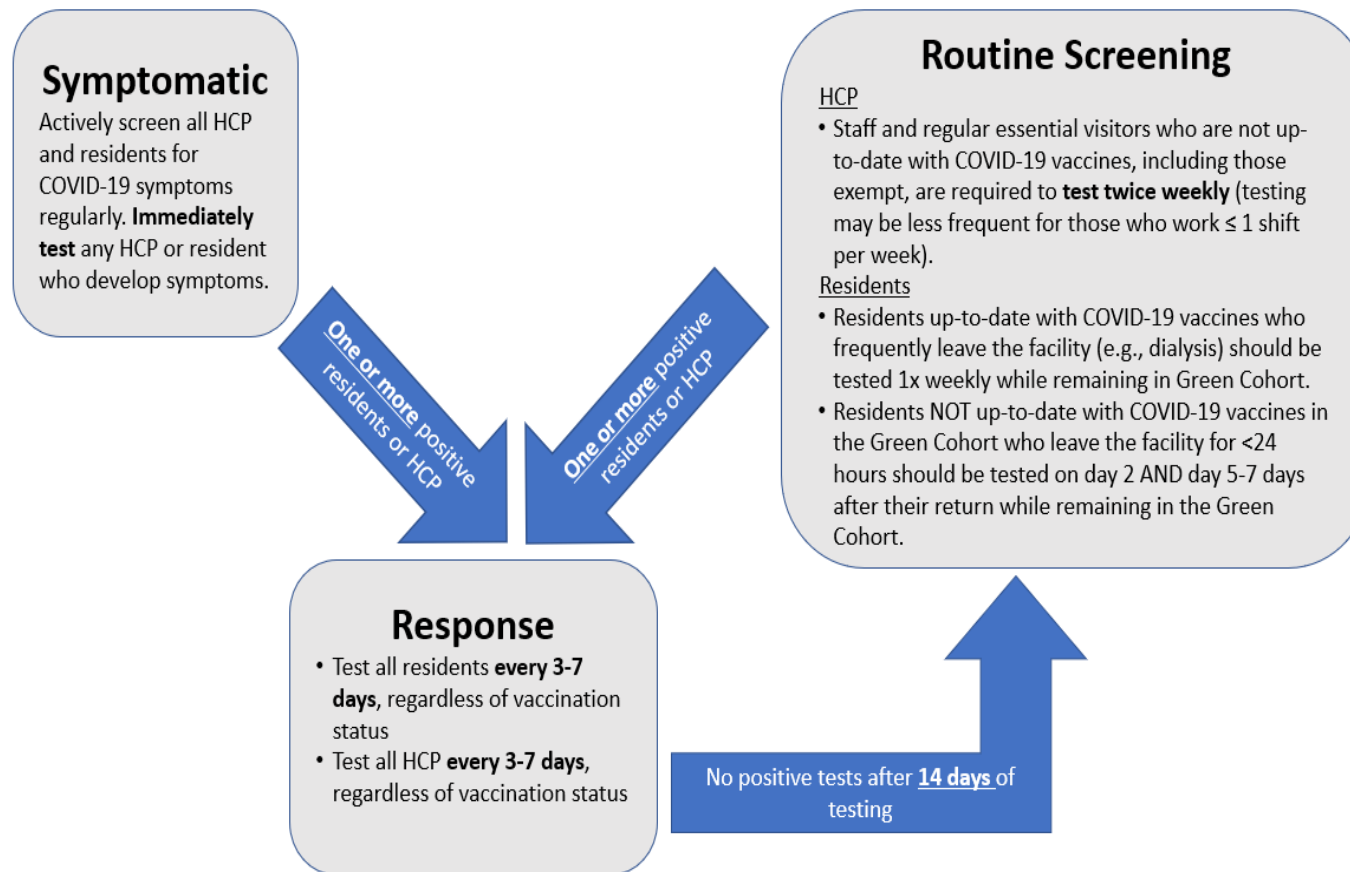 Symptomatic
Actively screen all HCP
and residents for
COVID-19 symptoms
regularly. Immediately
test any HCP or resident
who develop symptoms.
Routine Screening
HCP
• Staff and regular essential visitors who are not up-
to-date with COVID-19 vaccines, including those
exempt, are required to test twice weekly (testing
may be less frequent for those who work ≤ 1 shift
per week).
Residents
• Residents up-to-date with COVID-19 vaccines who
frequently leave the facility (e.g., dialysis) should be
tested 1x weekly while remaining in Green Cohort.
• Residents NOT up-to-date with COVID-19 vaccines in
the Green Cohort who leave the facility for <24
hours should be tested on day 2 AND day 5-7 days
after their return while remaining in the Green
Cohort.
One or more positive
residents or HCP
One or more positive
residents or HCP
Response
• Test all residents every 3-7
days, regardless of vaccination
status
• Test all HCP every 3-7 days,
regardless of vaccination status
No positive tests after 14 days of
testing